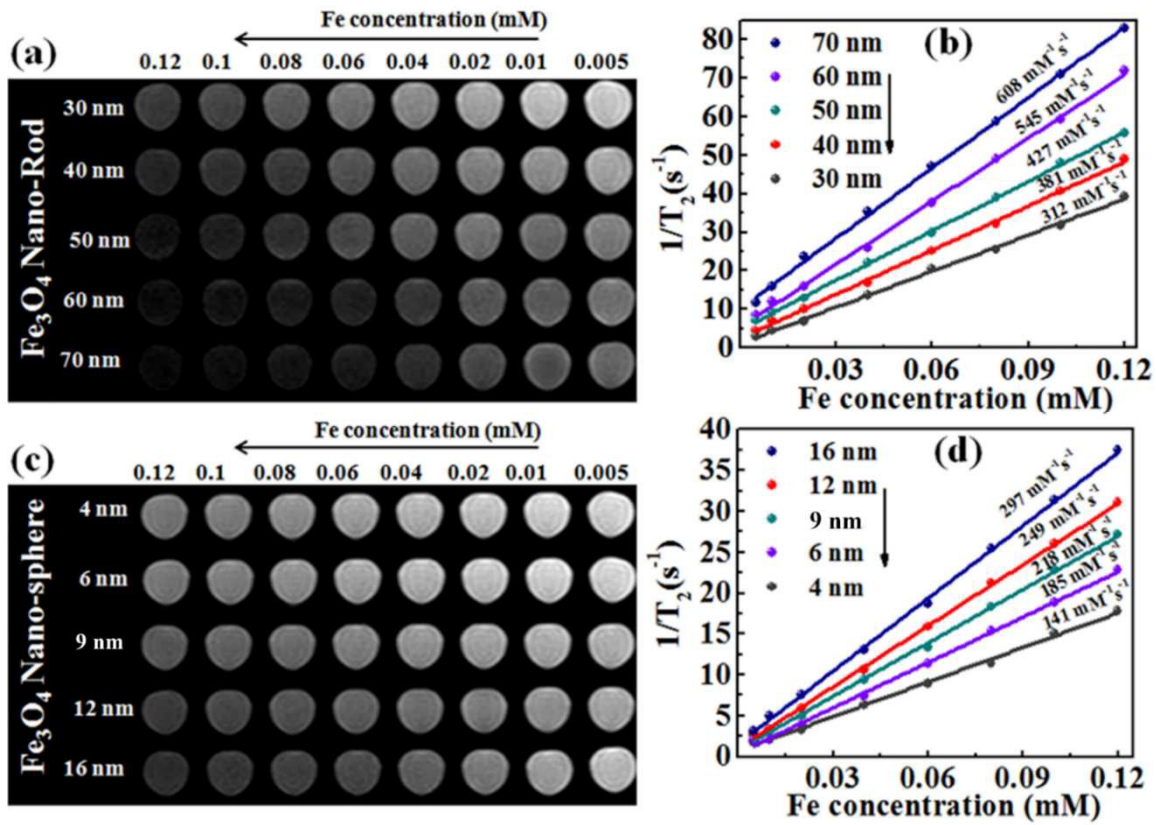 (a)
Fe concentration (mM)
0.12 0.1 0.08 0.06 0.04 0.02 0.01 0.005
Fe₃O₄ Nano-Rod
30 nm
40 nm
50 nm
60 nm
70 nm
(b)
1/T₂(s⁻¹)
80
70
60
50
40
30
20
10
0
70 nm
60 nm
50 nm
40 nm
30 nm
608 mM⁻¹s⁻¹
545 mM⁻¹s⁻¹
427 mM⁻¹s⁻¹
381 mM⁻¹s⁻¹
312 mM⁻¹s⁻¹
0.03 0.06 0.09 0.12
Fe concentration (mM)
(c)
Fe concentration (mM)
0.12 0.1 0.08 0.06 0.04 0.02 0.01 0.005
Fe₃O₄ Nano-sphere
4 nm
6 nm
9 nm
12 nm
16 nm
(d)
1/T₂(s⁻¹)
40
35
30
25
20
15
10
5
0
16 nm
12 nm
9 nm
6 nm
4 nm
297 mM⁻¹s⁻¹
249 mM⁻¹s⁻¹
218 mM⁻¹s⁻¹
185 mM⁻¹s⁻¹
141 mM⁻¹s⁻¹
0.03 0.06 0.09 0.12
Fe concentration (mM)